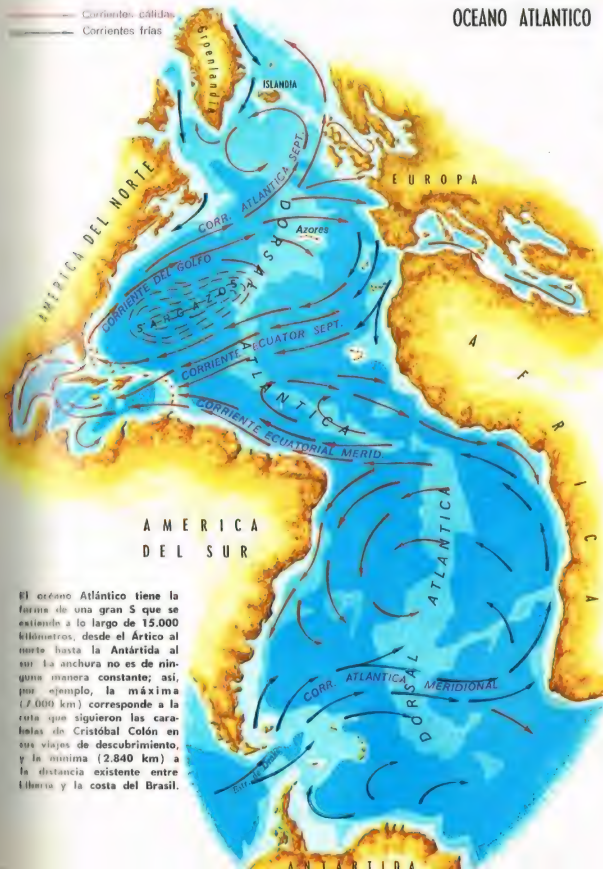 Corrientes cálidas
Corrientes frías
OCEANO ATLANTICO
Groenlandia
ISLANDIA
EUROPA
AMERICA DEL NORTE
CORR. ATLANTICA SEPT.
DORSAL
Azores
CORRIENTE DEL GOLFO
SARGAZOS
CORRIENTE ECUATOR SEPT.
ATLANTICA
AFRICA
CORRIENTE ECUATORIAL MERID.
AMERICA
DEL SUR
ATLANTICA
DORSAL
CORR. ATLANTICA MERIDIONAL
ANTARTIDA
El océano Atlántico tiene la
forma de una gran S que se
extiende a lo largo de 15.000
kilómetros, desde el Ártico al
norte hasta la Antártida al
sur. La anchura no es de nin-
guna manera constante; así,
por ejemplo, la máxima
(7.000 km) corresponde a la
ruta que siguieron las cara-
belas de Cristóbal Colón en
sus viajes de descubrimiento,
y la mínima (2.840 km) a
la distancia existente entre
Liberia y la costa del Brasil.